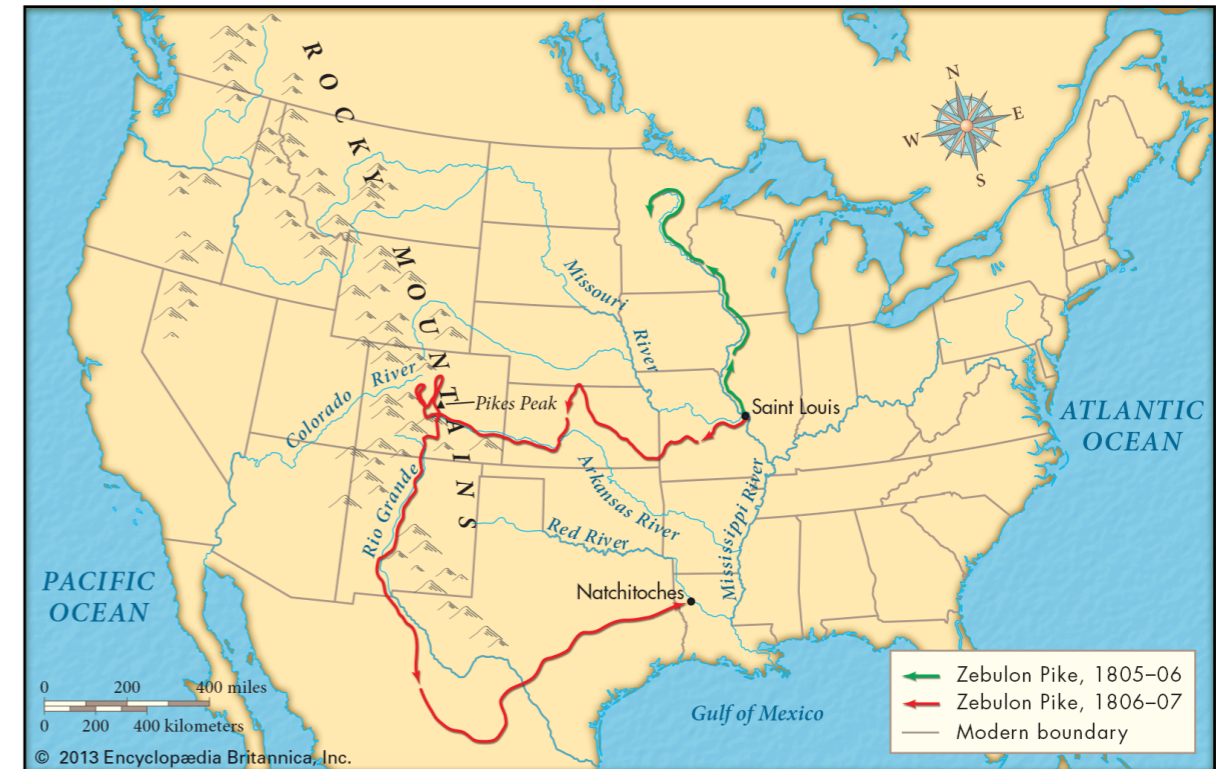 ROCKY MOUNTAINS
N
W
E
S
Missouri
River
Colorado River
Pikes Peak
Saint Louis
ATLANTIC
OCEAN
Rio Grande
Arkansas River
Mississippi River
Red River
Natchitoches
PACIFIC
OCEAN
0 200 400 miles
0 200 400 kilometers
Gulf of Mexico
Zebulon Pike, 1805–06
Zebulon Pike, 1806–07
Modern boundary
© 2013 Encyclopædia Britannica, Inc.